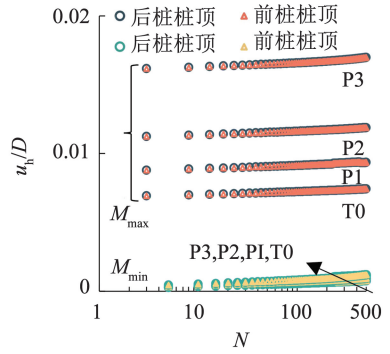 后桩桩顶 前桩桩顶
后桩桩顶 前桩桩顶
0.02
0.01
0
u_h/D
P3
P2
P1
T0
M_max
M_min
P3,P2,PI,T0
1 10 100 500
N